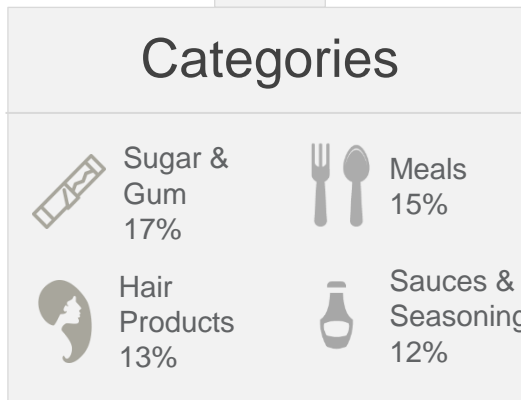 Categories
Sugar &
Gum
17%
Meals
15%
Hair
Products
13%
Sauces &
Seasoning
12%